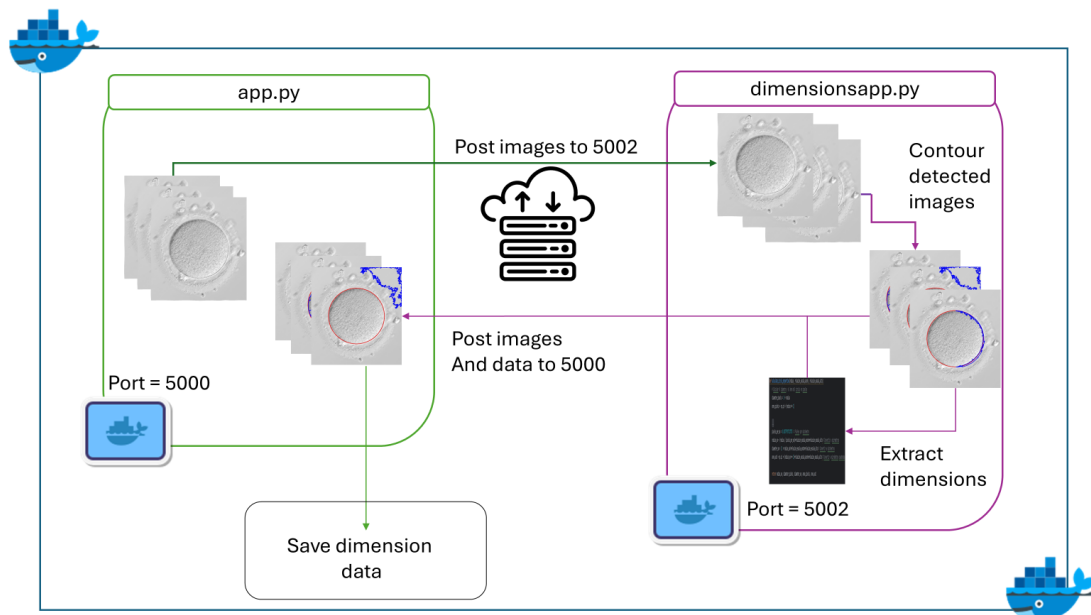 app.py
dimensionsapp.py
Post images to 5002
Contour
detected
images
Post images
And data to 5000
Port = 5000
Extract
dimensions
Port = 5002
Save dimension
data